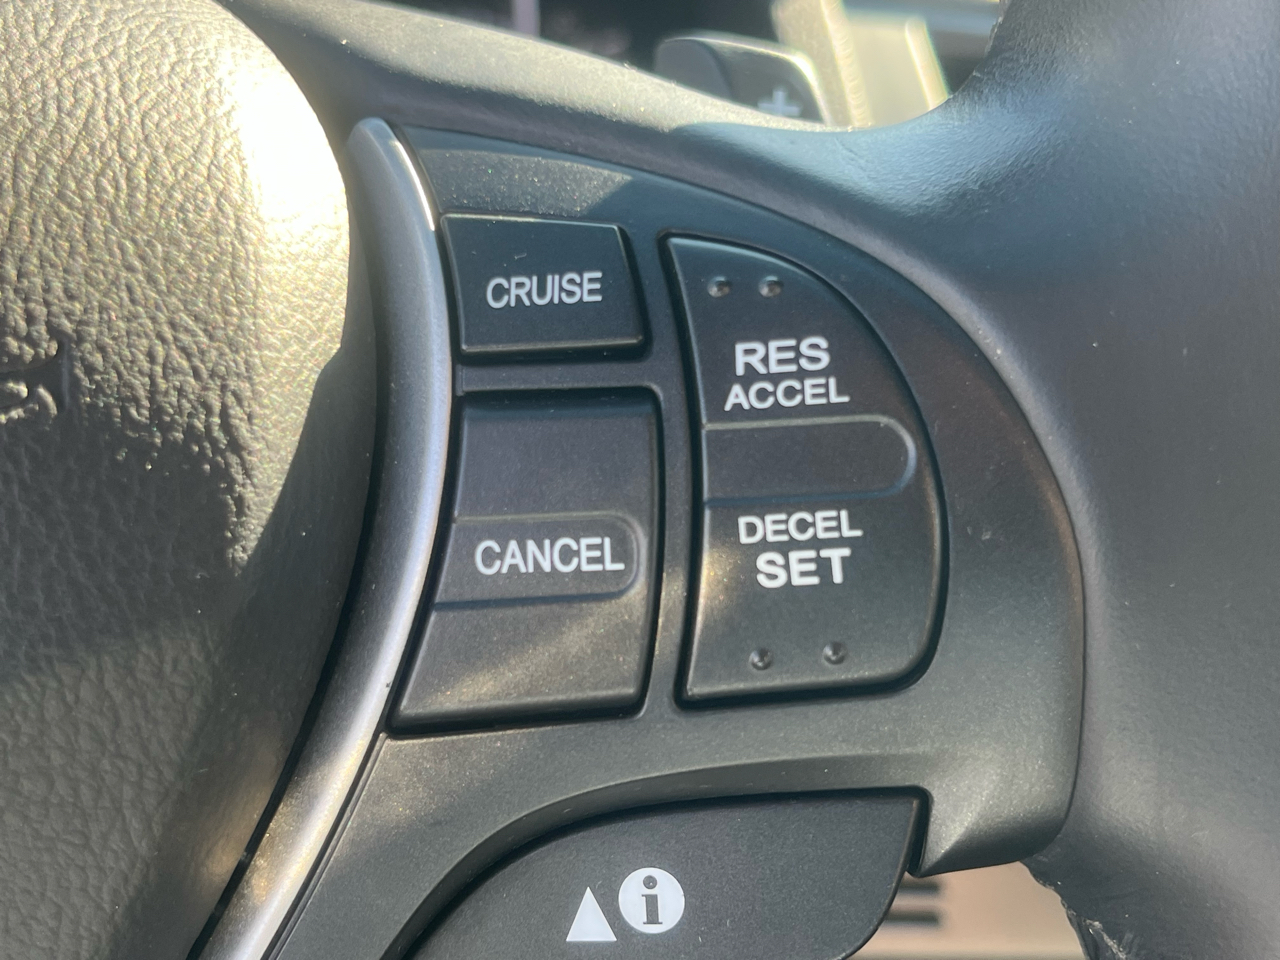 CRUISE
RES
ACCEL
CANCEL
DECEL
SET
i
+